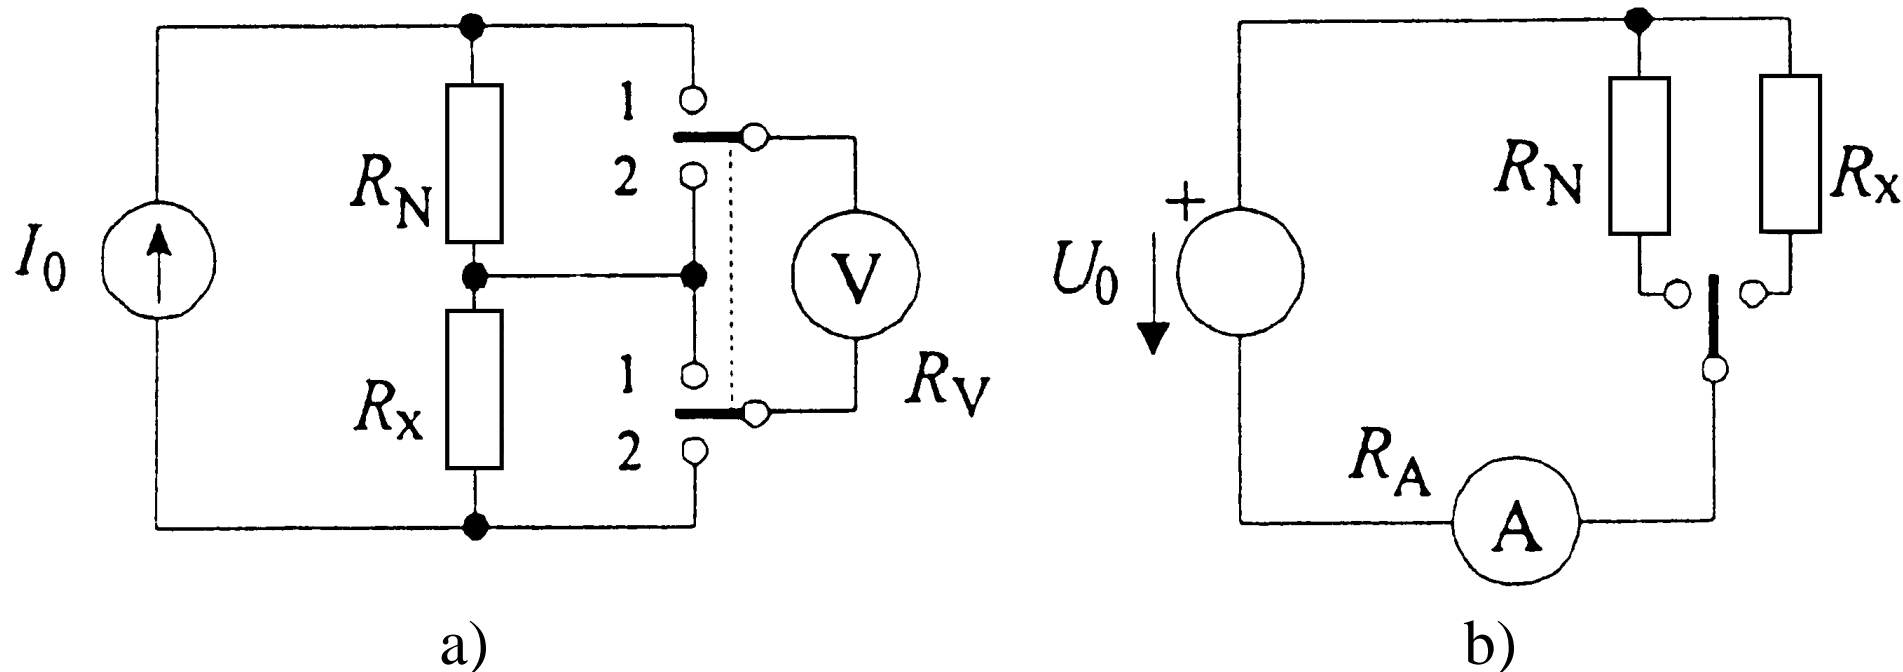 1
2
R_N
I_0
V
1
R_V
R_X
2
a)
+
R_N
R_X
U_0
R_A
A
b)